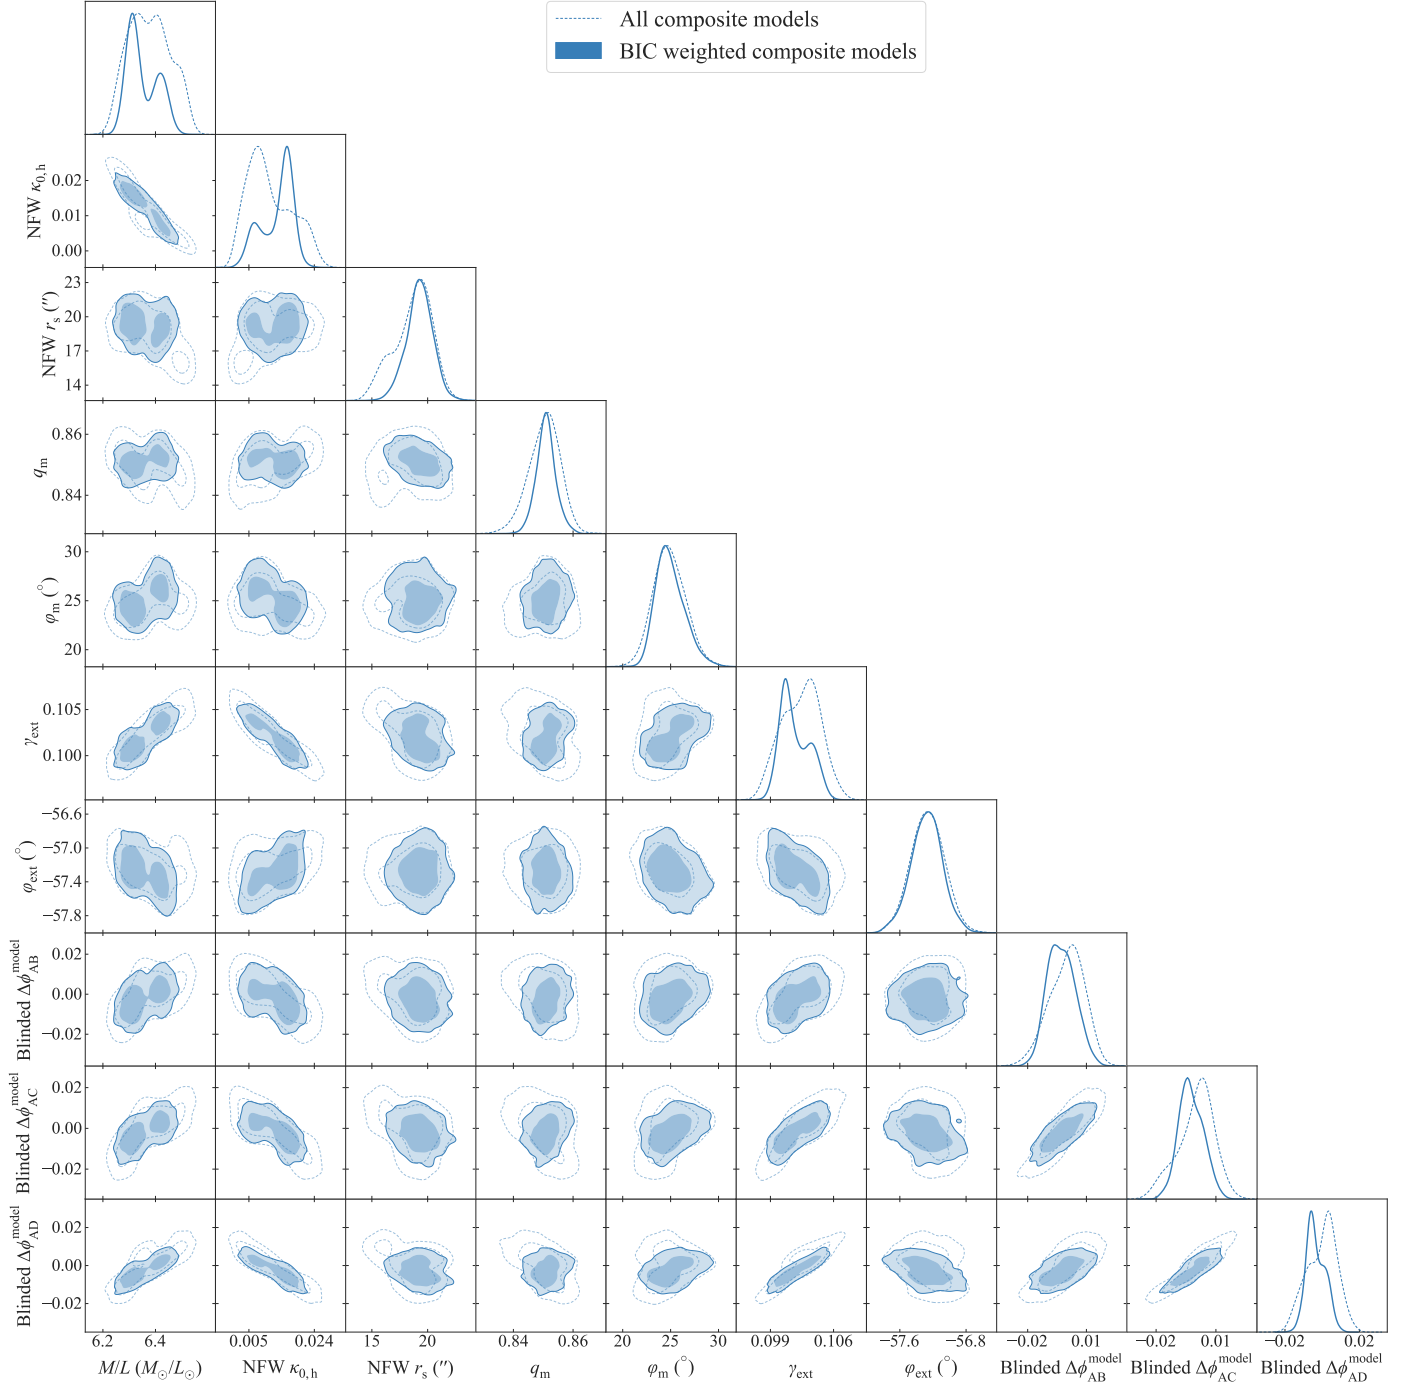 All composite models
BIC weighted composite models
NFW κ0,h
0.02
0.01
0.00
NFW rs (′′)
23
20
17
14
qm
0.86
0.84
φm (°)
30
25
20
γext
0.105
0.100
φext (°)
−56.6
−57.0
−57.4
−57.8
Blinded Δϕ^model_AB
0.02
0.00
−0.02
Blinded Δϕ^model_AC
0.02
0.00
−0.02
Blinded Δϕ^model_AD
0.02
0.00
−0.02
6.2 6.4 0.005 0.024 15 20 0.84 0.86 20 25 30 0.099 0.106 −57.6 −56.8 −0.02 0.01 −0.02 0.01 −0.02 0.02
M/L (M⊙/L⊙) NFW κ0,h NFW rs (′′) qm φm (°) γext φext (°) Blinded Δϕ^model_AB Blinded Δϕ^model_AC Blinded Δϕ^model_AD